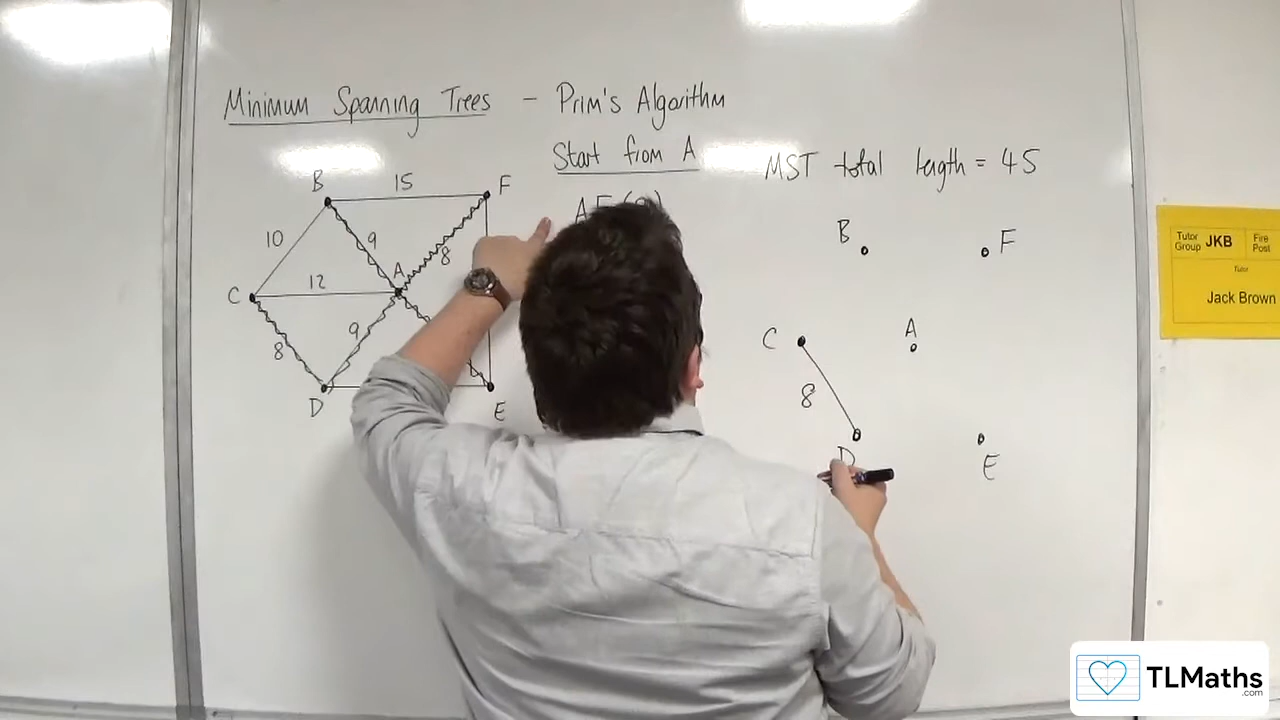 Minimum Spanning Trees - Prim's Algorithm
Start from A
MST total length = 45
B 15 F
10 9 8
A
C 12
8 9
D E
B F
C A
8
D E
Tutor Group JKB Fire Post
Tutor
Jack Brown
TLMaths
.com